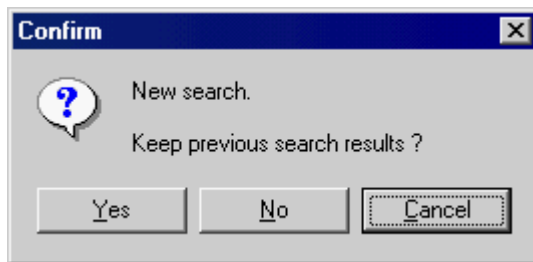 Confirm
New search.
Keep previous search results ?
Yes No Cancel